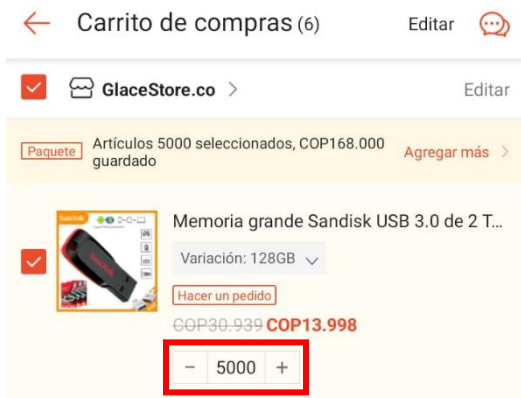 Carrito de compras (6)
Editar
GlaceStore.co >
Editar
Paquete
Artículos 5000 seleccionados, COP168.000
guardado
Agregar más >
SanDisk
Memoria grande Sandisk USB 3.0 de 2 T...
Variación: 128GB
Hacer un pedido
COP30.939 COP13.998
- 5000 +